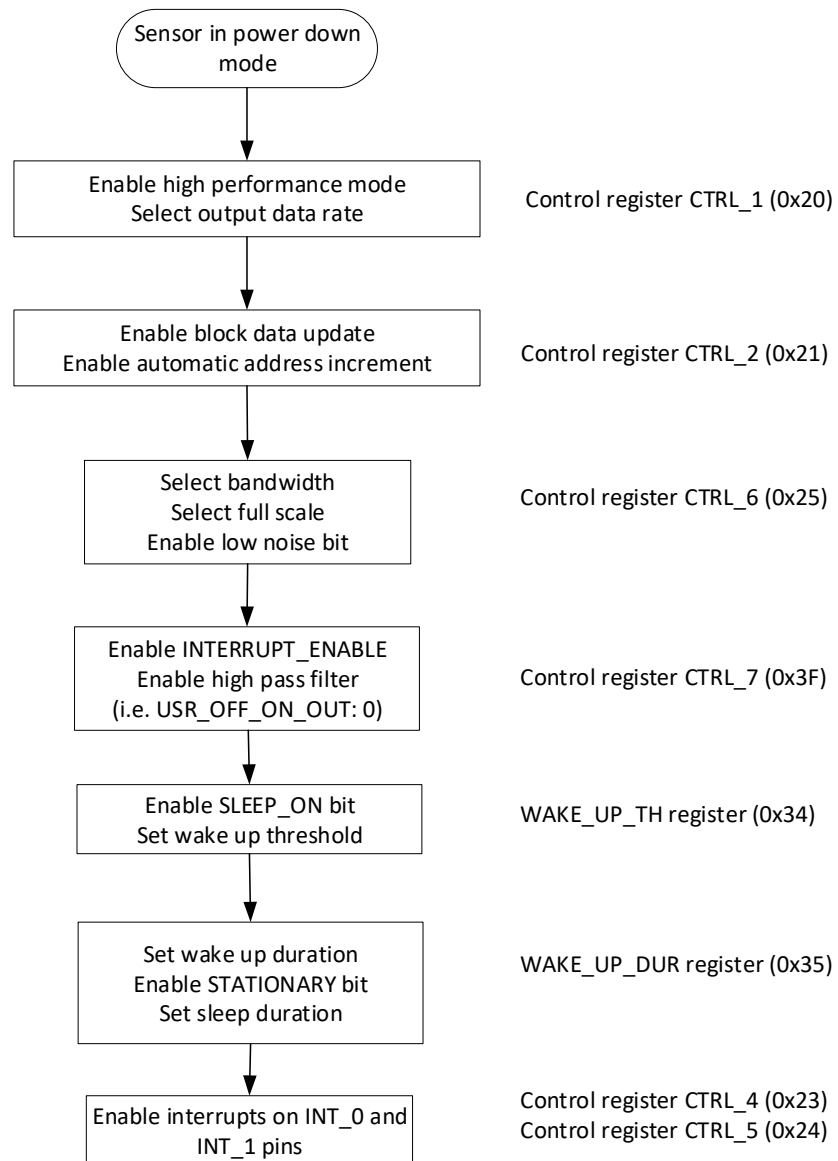 Sensor in power down
mode
Enable high performance mode
Select output data rate
Control register CTRL_1 (0x20)
Enable block data update
Enable automatic address increment
Control register CTRL_2 (0x21)
Select bandwidth
Select full scale
Enable low noise bit
Control register CTRL_6 (0x25)
Enable INTERRUPT_ENABLE
Enable high pass filter
(i.e. USR_OFF_ON_OUT: 0)
Control register CTRL_7 (0x3F)
Enable SLEEP_ON bit
Set wake up threshold
WAKE_UP_TH register (0x34)
Set wake up duration
Enable STATIONARY bit
Set sleep duration
WAKE_UP_DUR register (0x35)
Enable interrupts on INT_0 and
INT_1 pins
Control register CTRL_4 (0x23)
Control register CTRL_5 (0x24)